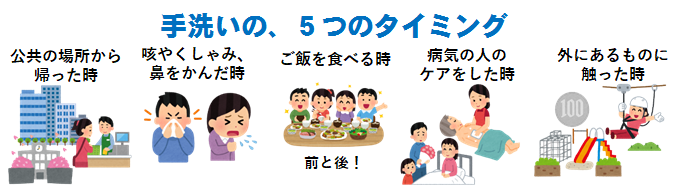 手洗いの、５つのタイミング
公共の場所から
帰った時
咳やくしゃみ、
鼻をかんだ時
ご飯を食べる時
前と後！
病気の人の
ケアをした時
外にあるものに
触った時
100